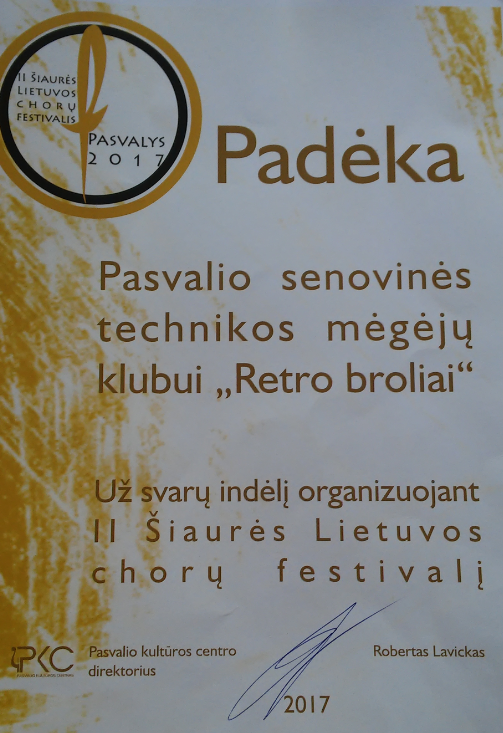 II ŠIAURĖS
LIETUVOS
CHORŲ
FESTIVALIS
PASVALYS
2017
Padėka
Pasvalio senovinės
technikos mėgėjų
klubui „Retro broliai“
Už svarų indėlį organizuojant
II Šiaurės Lietuvos
chorų festivalį
PKC
Pasvalio kultūros centro
direktorius
Robertas Lavickas
2017